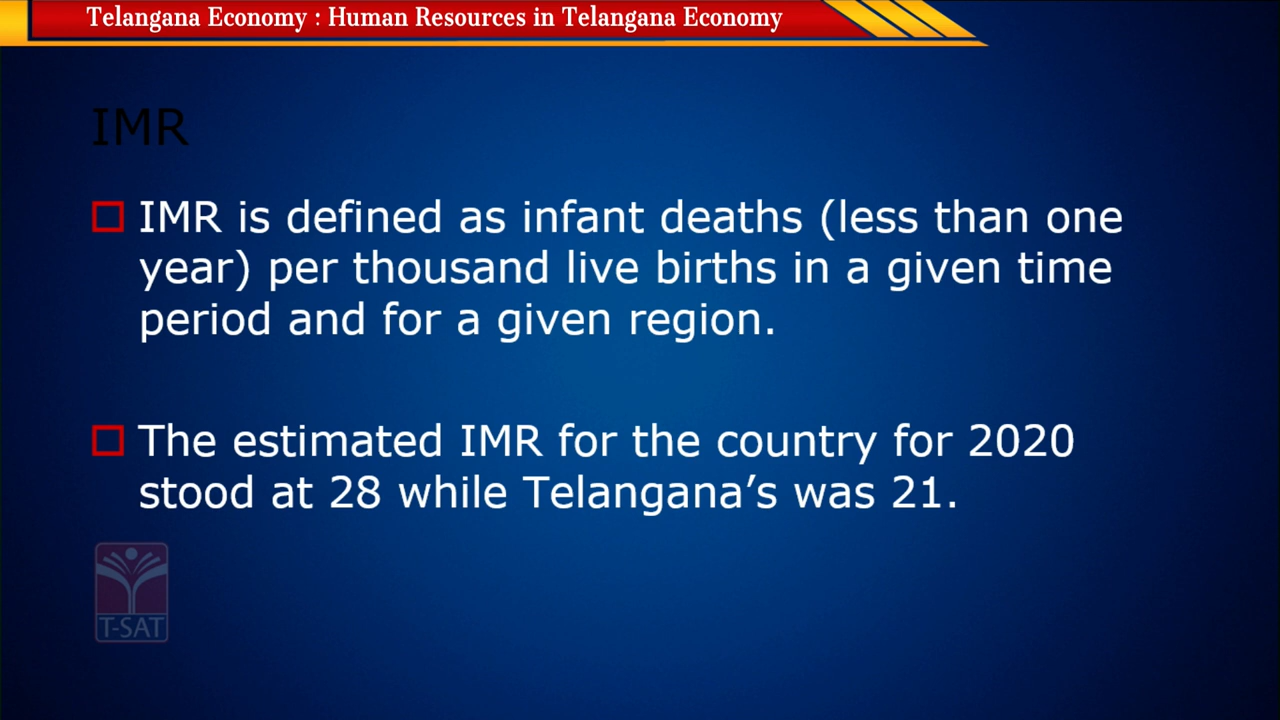 Telangana Economy : Human Resources in Telangana Economy
IMR
IMR is defined as infant deaths (less than one
year) per thousand live births in a given time
period and for a given region.
The estimated IMR for the country for 2020
stood at 28 while Telangana’s was 21.
T-SAT